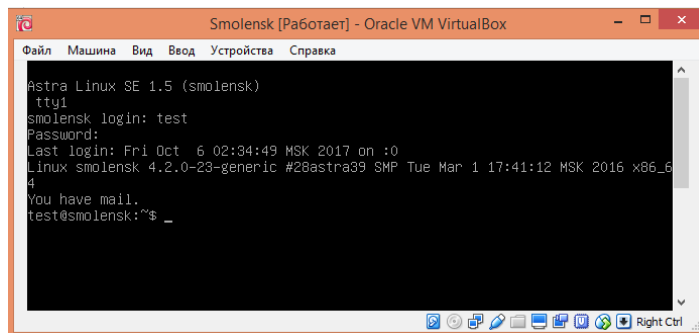 Smolensk [Работает] - Oracle VM VirtualBox
Файл Машина Вид Ввод Устройства Справка
Astra Linux SE 1.5 (smolensk)
tty1
smolensk login: test
Password:
Last login: Fri Oct  6 02:34:49 MSK 2017 on :0
Linux smolensk 4.2.0-23-generic #28astra39 SMP Tue Mar 1 17:41:12 MSK 2016 x86_6
4
You have mail.
test@smolensk:~$ _
Right Ctrl